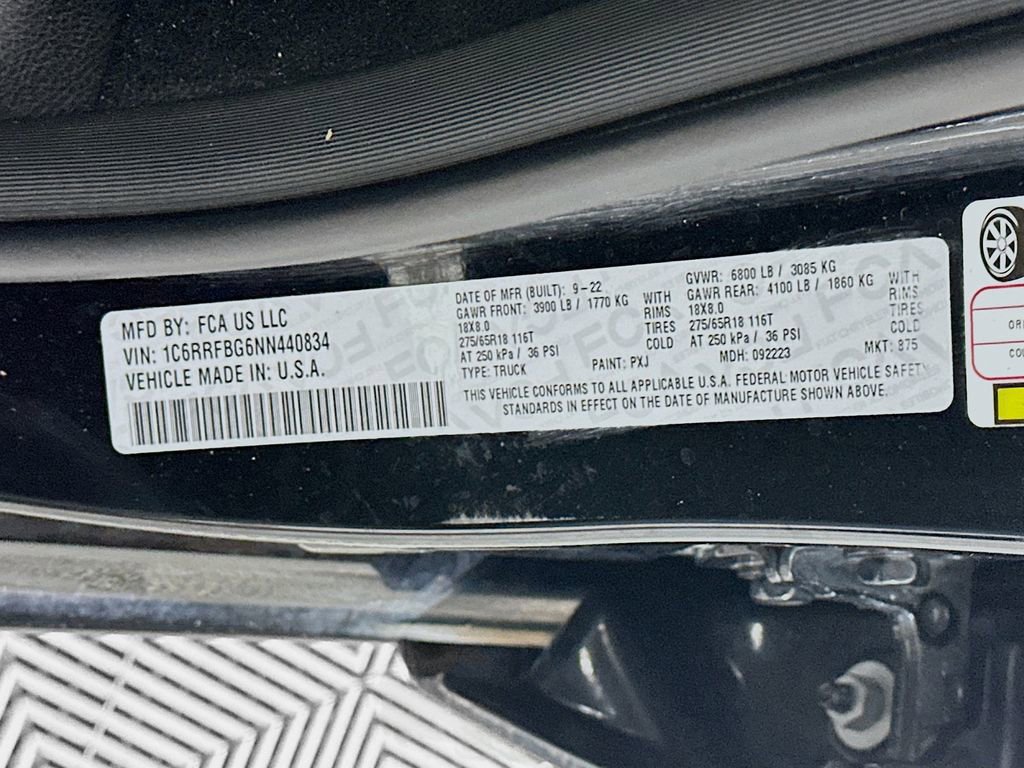 MFD BY: FCA US LLC
VIN: 1C6RRFBG6NN440834
VEHICLE MADE IN: U.S.A.
DATE OF MFR (BUILT): 9-22
GAWR FRONT: 3900 LB / 1770 KG WITH
18X8.0 RIMS
275/65R18 116T TIRES
AT 250 kPa / 36 PSI COLD
TYPE: TRUCK PAINT: PXJ
GVWR: 6800 LB / 3085 KG
GAWR REAR: 4100 LB / 1860 KG WITH
18X8.0 RIMS
275/65R18 116T TIRES
AT 250 kPa / 36 PSI COLD
MDH: 092223 MKT: 875
THIS VEHICLE CONFORMS TO ALL APPLICABLE U.S.A. FEDERAL MOTOR VEHICLE SAFETY
STANDARDS IN EFFECT ON THE DATE OF MANUFACTURE SHOWN ABOVE.